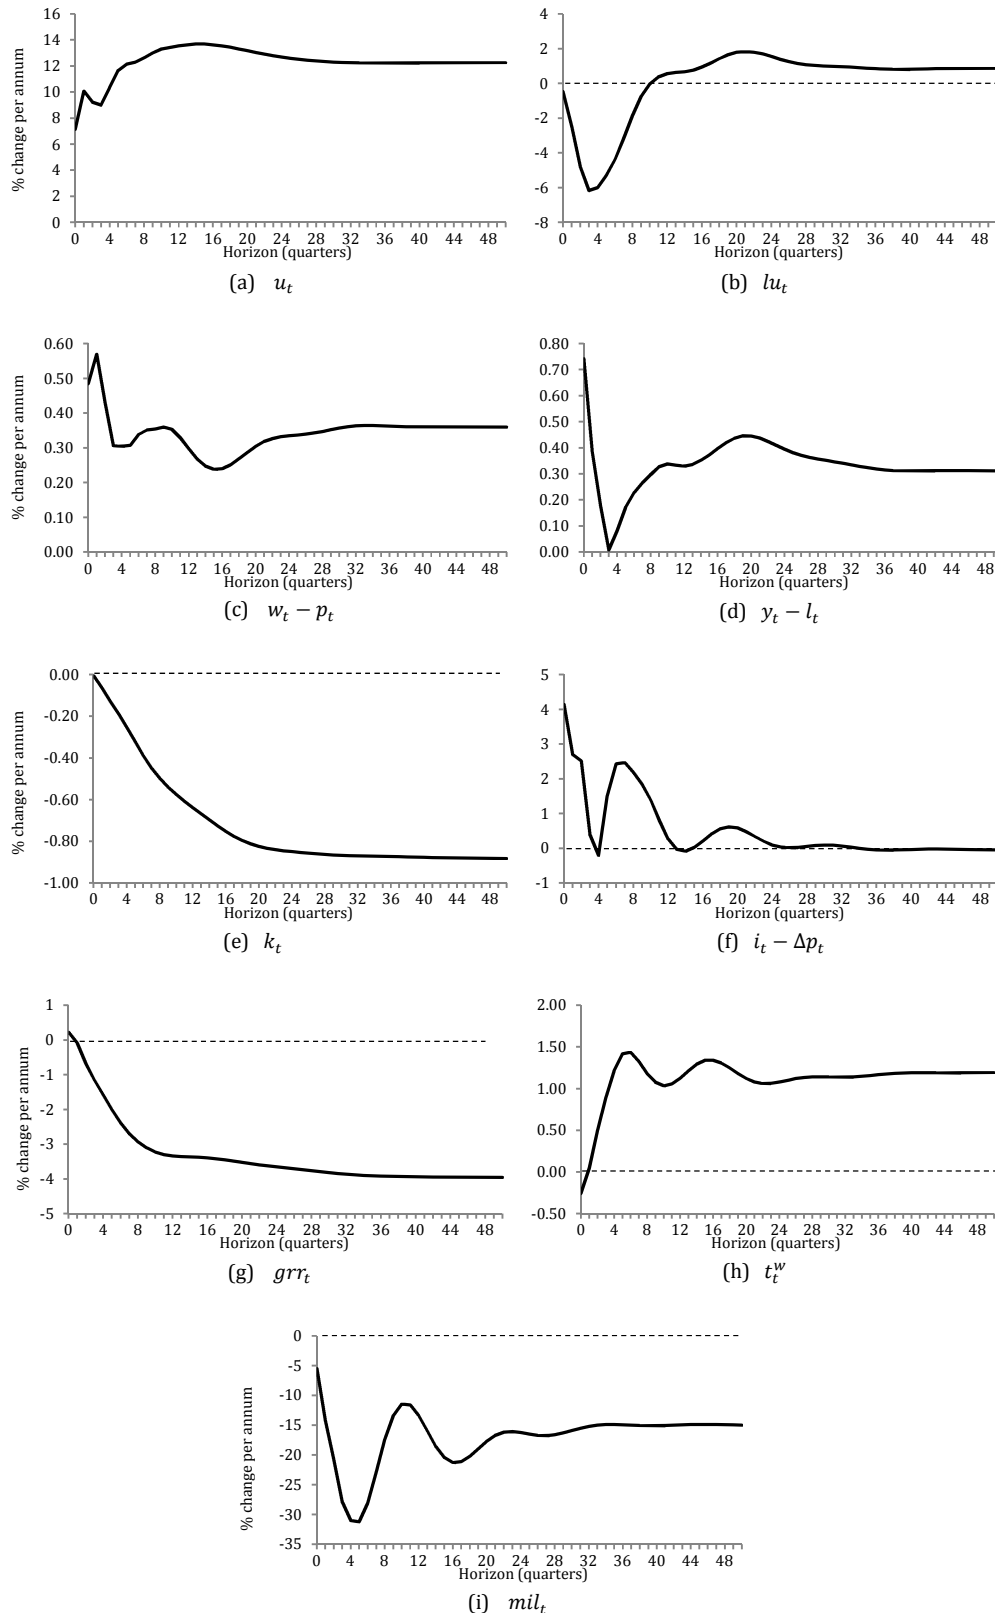 % change per annum
16
14
12
10
8
6
4
2
0
0 4 8 12 16 20 24 28 32 36 40 44 48
Horizon (quarters)
(a) u_t
% change per annum
4
2
0
-2
-4
-6
-8
0 4 8 12 16 20 24 28 32 36 40 44 48
Horizon (quarters)
(b) lu_t
% change per annum
0.60
0.50
0.40
0.30
0.20
0.10
0.00
0 4 8 12 16 20 24 28 32 36 40 44 48
Horizon (quarters)
(c) w_t − p_t
0.80
0.70
0.60
0.50
0.40
0.30
0.20
0.10
0.00
0 4 8 12 16 20 24 28 32 36 40 44 48
Horizon (quarters)
(d) y_t − l_t
% change per annum
0.00
-0.20
-0.40
-0.60
-0.80
-1.00
0 4 8 12 16 20 24 28 32 36 40 44 48
Horizon (quarters)
(e) k_t
5
4
3
2
1
0
-1
0 4 8 12 16 20 24 28 32 36 40 44 48
Horizon (quarters)
(f) i_t − Δp_t
% change per annum
1
0
-1
-2
-3
-4
-5
0 4 8 12 16 20 24 28 32 36 40 44 48
Horizon (quarters)
(g) grr_t
2.00
1.50
1.00
0.50
0.00
-0.50
0 4 8 12 16 20 24 28 32 36 40 44 48
Horizon (quarters)
(h) t_t^w
% change per annum
0
-5
-10
-15
-20
-25
-30
-35
0 4 8 12 16 20 24 28 32 36 40 44 48
Horizon (quarters)
(i) mil_t